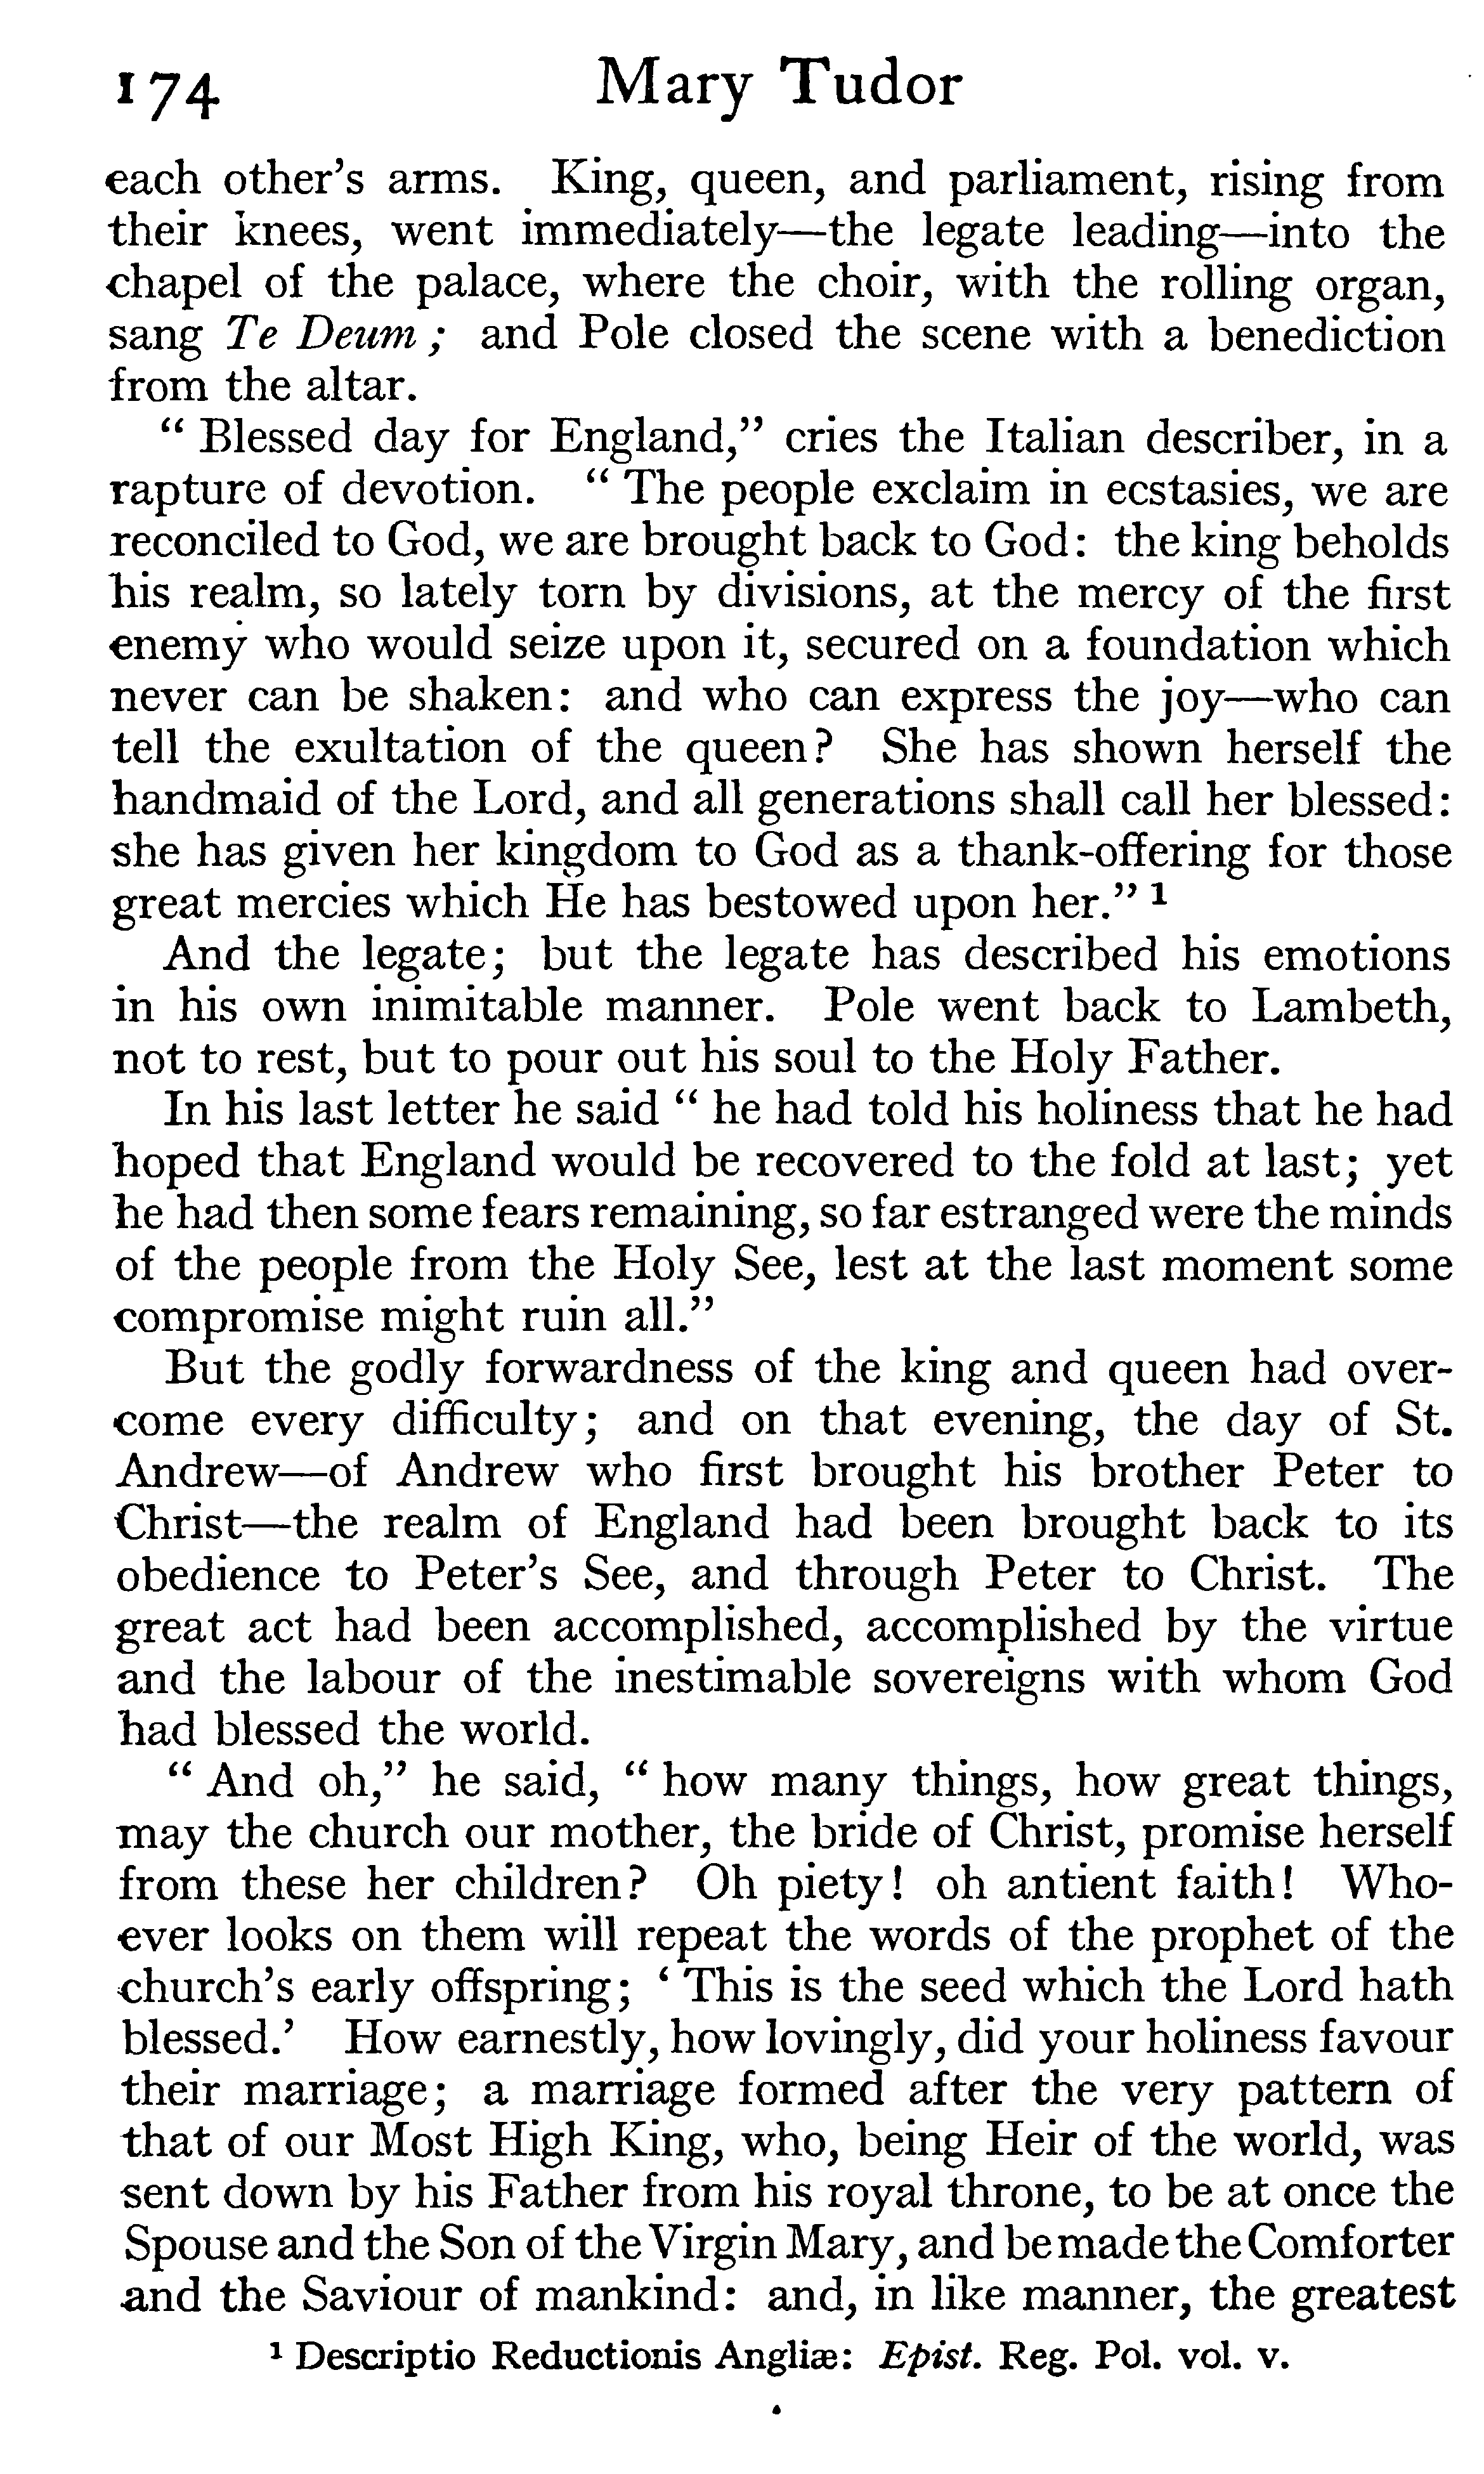 174 Mary Tudor
each other's arms. King, queen, and parliament, rising from
their knees, went immediately—the legate leading—into the
chapel of the palace, where the choir, with the rolling organ,
sang Te Deum; and Pole closed the scene with a benediction
from the altar.
" Blessed day for England," cries the Italian describer, in a
rapture of devotion. " The people exclaim in ecstasies, we are
reconciled to God, we are brought back to God: the king beholds
his realm, so lately torn by divisions, at the mercy of the first
enemy who would seize upon it, secured on a foundation which
never can be shaken: and who can express the joy—who can
tell the exultation of the queen? She has shown herself the
handmaid of the Lord, and all generations shall call her blessed:
she has given her kingdom to God as a thank-offering for those
great mercies which He has bestowed upon her." 1
And the legate; but the legate has described his emotions
in his own inimitable manner. Pole went back to Lambeth,
not to rest, but to pour out his soul to the Holy Father.
In his last letter he said " he had told his holiness that he had
hoped that England would be recovered to the fold at last; yet
he had then some fears remaining, so far estranged were the minds
of the people from the Holy See, lest at the last moment some
compromise might ruin all."
But the godly forwardness of the king and queen had over-
come every difficulty; and on that evening, the day of St.
Andrew—of Andrew who first brought his brother Peter to
Christ—the realm of England had been brought back to its
obedience to Peter's See, and through Peter to Christ. The
great act had been accomplished, accomplished by the virtue
and the labour of the inestimable sovereigns with whom God
had blessed the world.
" And oh," he said, " how many things, how great things,
may the church our mother, the bride of Christ, promise herself
from these her children? Oh piety! oh antient faith! Who-
ever looks on them will repeat the words of the prophet of the
church's early offspring; ' This is the seed which the Lord hath
blessed.' How earnestly, how lovingly, did your holiness favour
their marriage; a marriage formed after the very pattern of
that of our Most High King, who, being Heir of the world, was
sent down by his Father from his royal throne, to be at once the
Spouse and the Son of the Virgin Mary, and be made the Comforter
and the Saviour of mankind: and, in like manner, the greatest
1 Descriptio Reductionis Angliæ: Epist. Reg. Pol. vol. v.